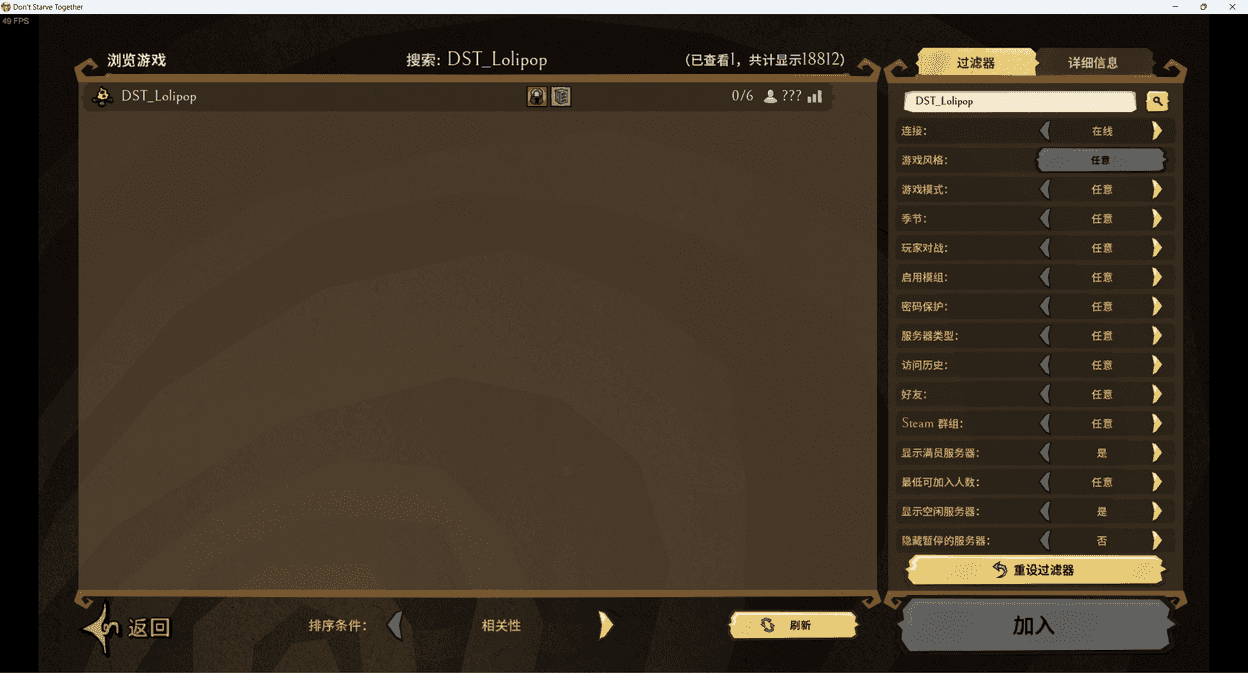 Don't Starve Together
49 FPS
浏览游戏
搜索: DST_Lolipop
(已查看1，共计显示18812)
DST_Lolipop
0/6
???
过滤器
详细信息
DST_Lolipop
连接: 在线
游戏风格: 任意
游戏模式: 任意
季节: 任意
玩家对战: 任意
启用模组: 任意
密码保护: 任意
服务器类型: 任意
访问历史: 任意
好友: 任意
Steam 群组: 任意
显示满员服务器: 是
最低可加入人数: 任意
显示空闲服务器: 是
隐藏暂停的服务器: 否
重设过滤器
返回
排序条件: 相关性
刷新
加入